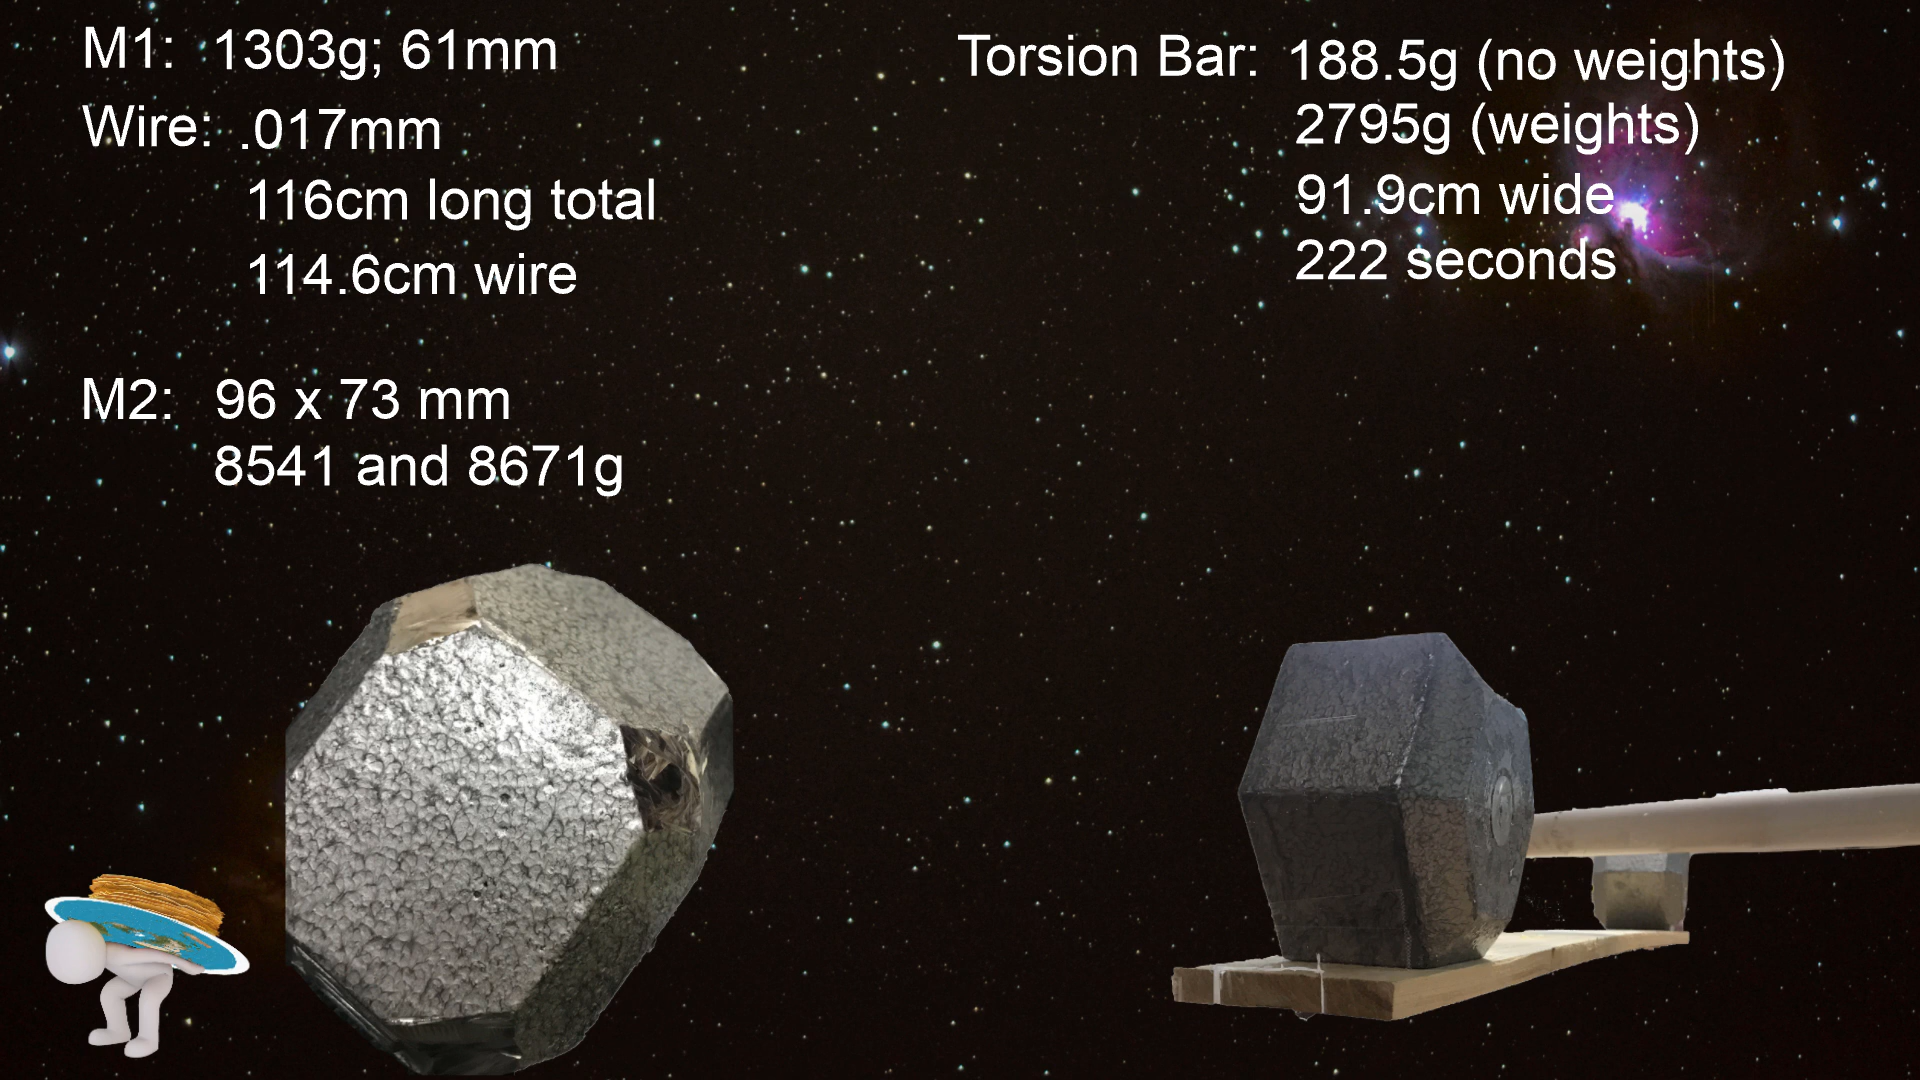 M1: 1303g; 61mm
Wire: .017mm
116cm long total
114.6cm wire
M2: 96 x 73 mm
8541 and 8671g
Torsion Bar: 188.5g (no weights)
2795g (weights)
91.9cm wide
222 seconds